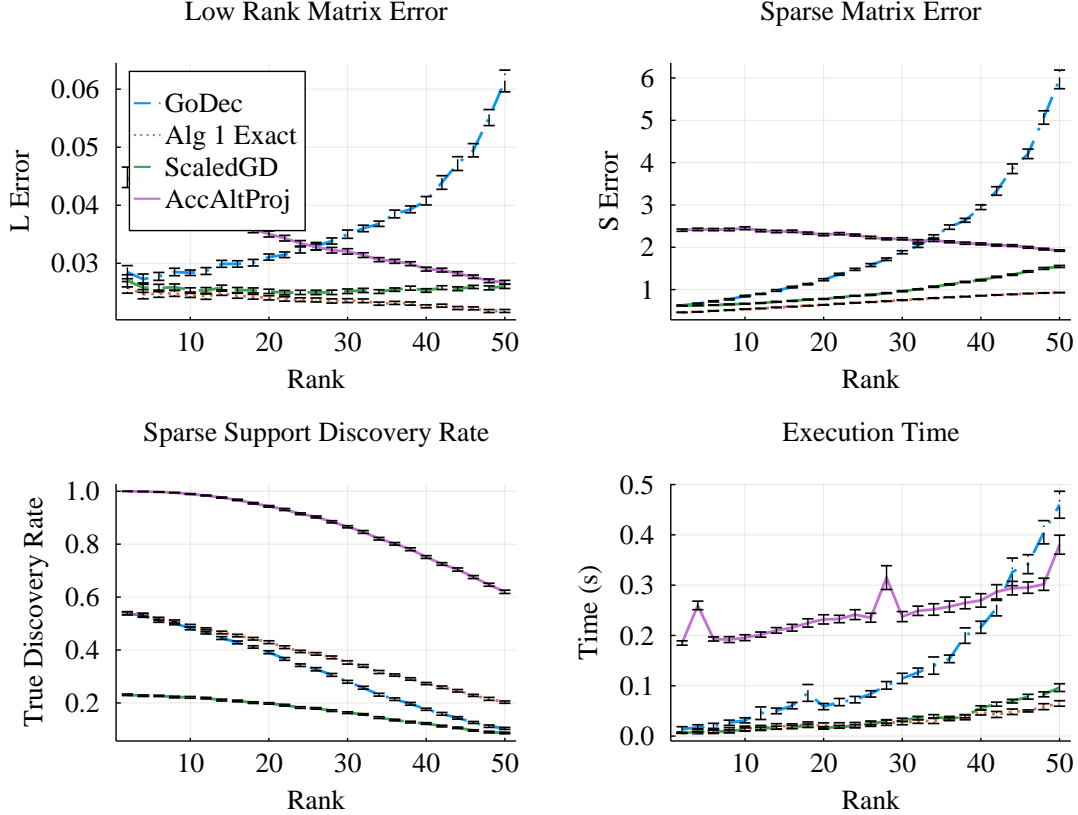 Low Rank Matrix Error
L Error
0.06
0.05
0.04
0.03
GoDec
Alg 1 Exact
ScaledGD
AccAltProj
10 20 30 40 50
Rank
Sparse Matrix Error
S Error
6
5
4
3
2
1
10 20 30 40 50
Rank
Sparse Support Discovery Rate
True Discovery Rate
1.0
0.8
0.6
0.4
0.2
10 20 30 40 50
Rank
Execution Time
Time (s)
0.5
0.4
0.3
0.2
0.1
0.0
10 20 30 40 50
Rank